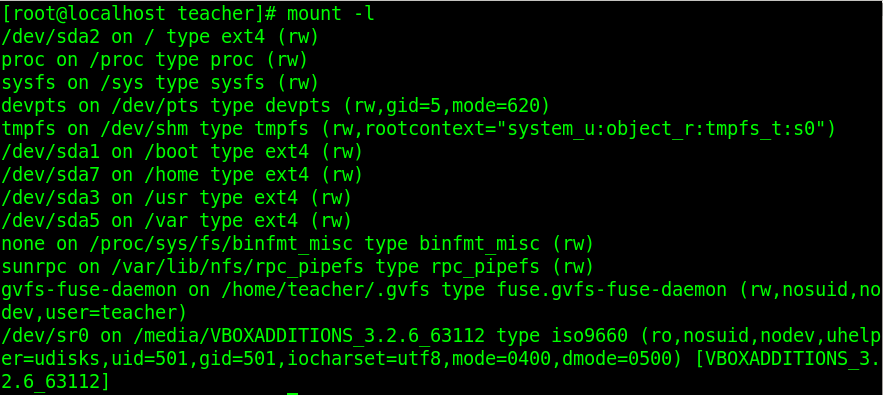 [root@localhost teacher]# mount -l
/dev/sda2 on / type ext4 (rw)
proc on /proc type proc (rw)
sysfs on /sys type sysfs (rw)
devpts on /dev/pts type devpts (rw,gid=5,mode=620)
tmpfs on /dev/shm type tmpfs (rw,rootcontext="system_u:object_r:tmpfs_t:s0")
/dev/sda1 on /boot type ext4 (rw)
/dev/sda7 on /home type ext4 (rw)
/dev/sda3 on /usr type ext4 (rw)
/dev/sda5 on /var type ext4 (rw)
none on /proc/sys/fs/binfmt_misc type binfmt_misc (rw)
sunrpc on /var/lib/nfs/rpc_pipefs type rpc_pipefs (rw)
gvfs-fuse-daemon on /home/teacher/.gvfs type fuse.gvfs-fuse-daemon (rw,nosuid,no
dev,user=teacher)
/dev/sr0 on /media/VBOXADDITIONS_3.2.6_63112 type iso9660 (ro,nosuid,nodev,uhelp
er=udisks,uid=501,gid=501,iocharset=utf8,mode=0400,dmode=0500) [VBOXADDITIONS_3.
2.6_63112]